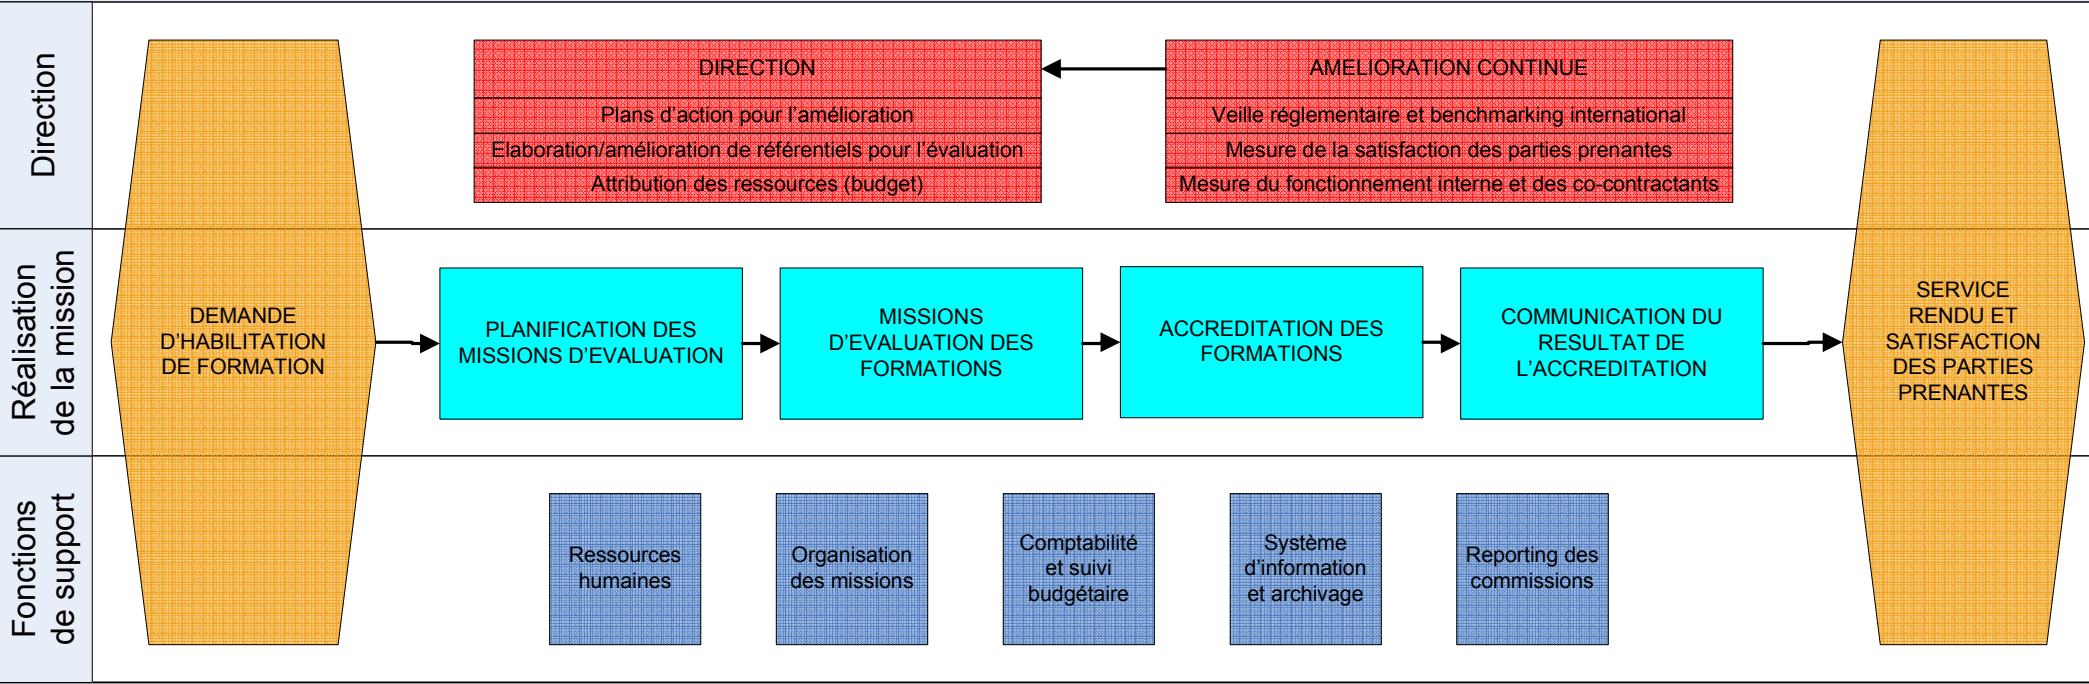 Direction
DIRECTION
Plans d'action pour l'amélioration
Elaboration/amélioration de référentiels pour l'évaluation
Attribution des ressources (budget)
AMELIORATION CONTINUE
Veille réglementaire et benchmarking international
Mesure de la satisfaction des parties prenantes
Mesure du fonctionnement interne et des co-contractants
Réalisation
de la mission
DEMANDE
D'HABILITATION
DE FORMATION
PLANIFICATION DES
MISSIONS D'EVALUATION
MISSIONS
D'EVALUATION DES
FORMATIONS
ACCREDITATION DES
FORMATIONS
COMMUNICATION DU
RESULTAT DE
L'ACCREDITATION
SERVICE
RENDU ET
SATISFACTION
DES PARTIES
PRENANTES
Fonctions
de support
Ressources
humaines
Organisation
des missions
Comptabilité
et suivi
budgétaire
Système
d'information
et archivage
Reporting des
commissions